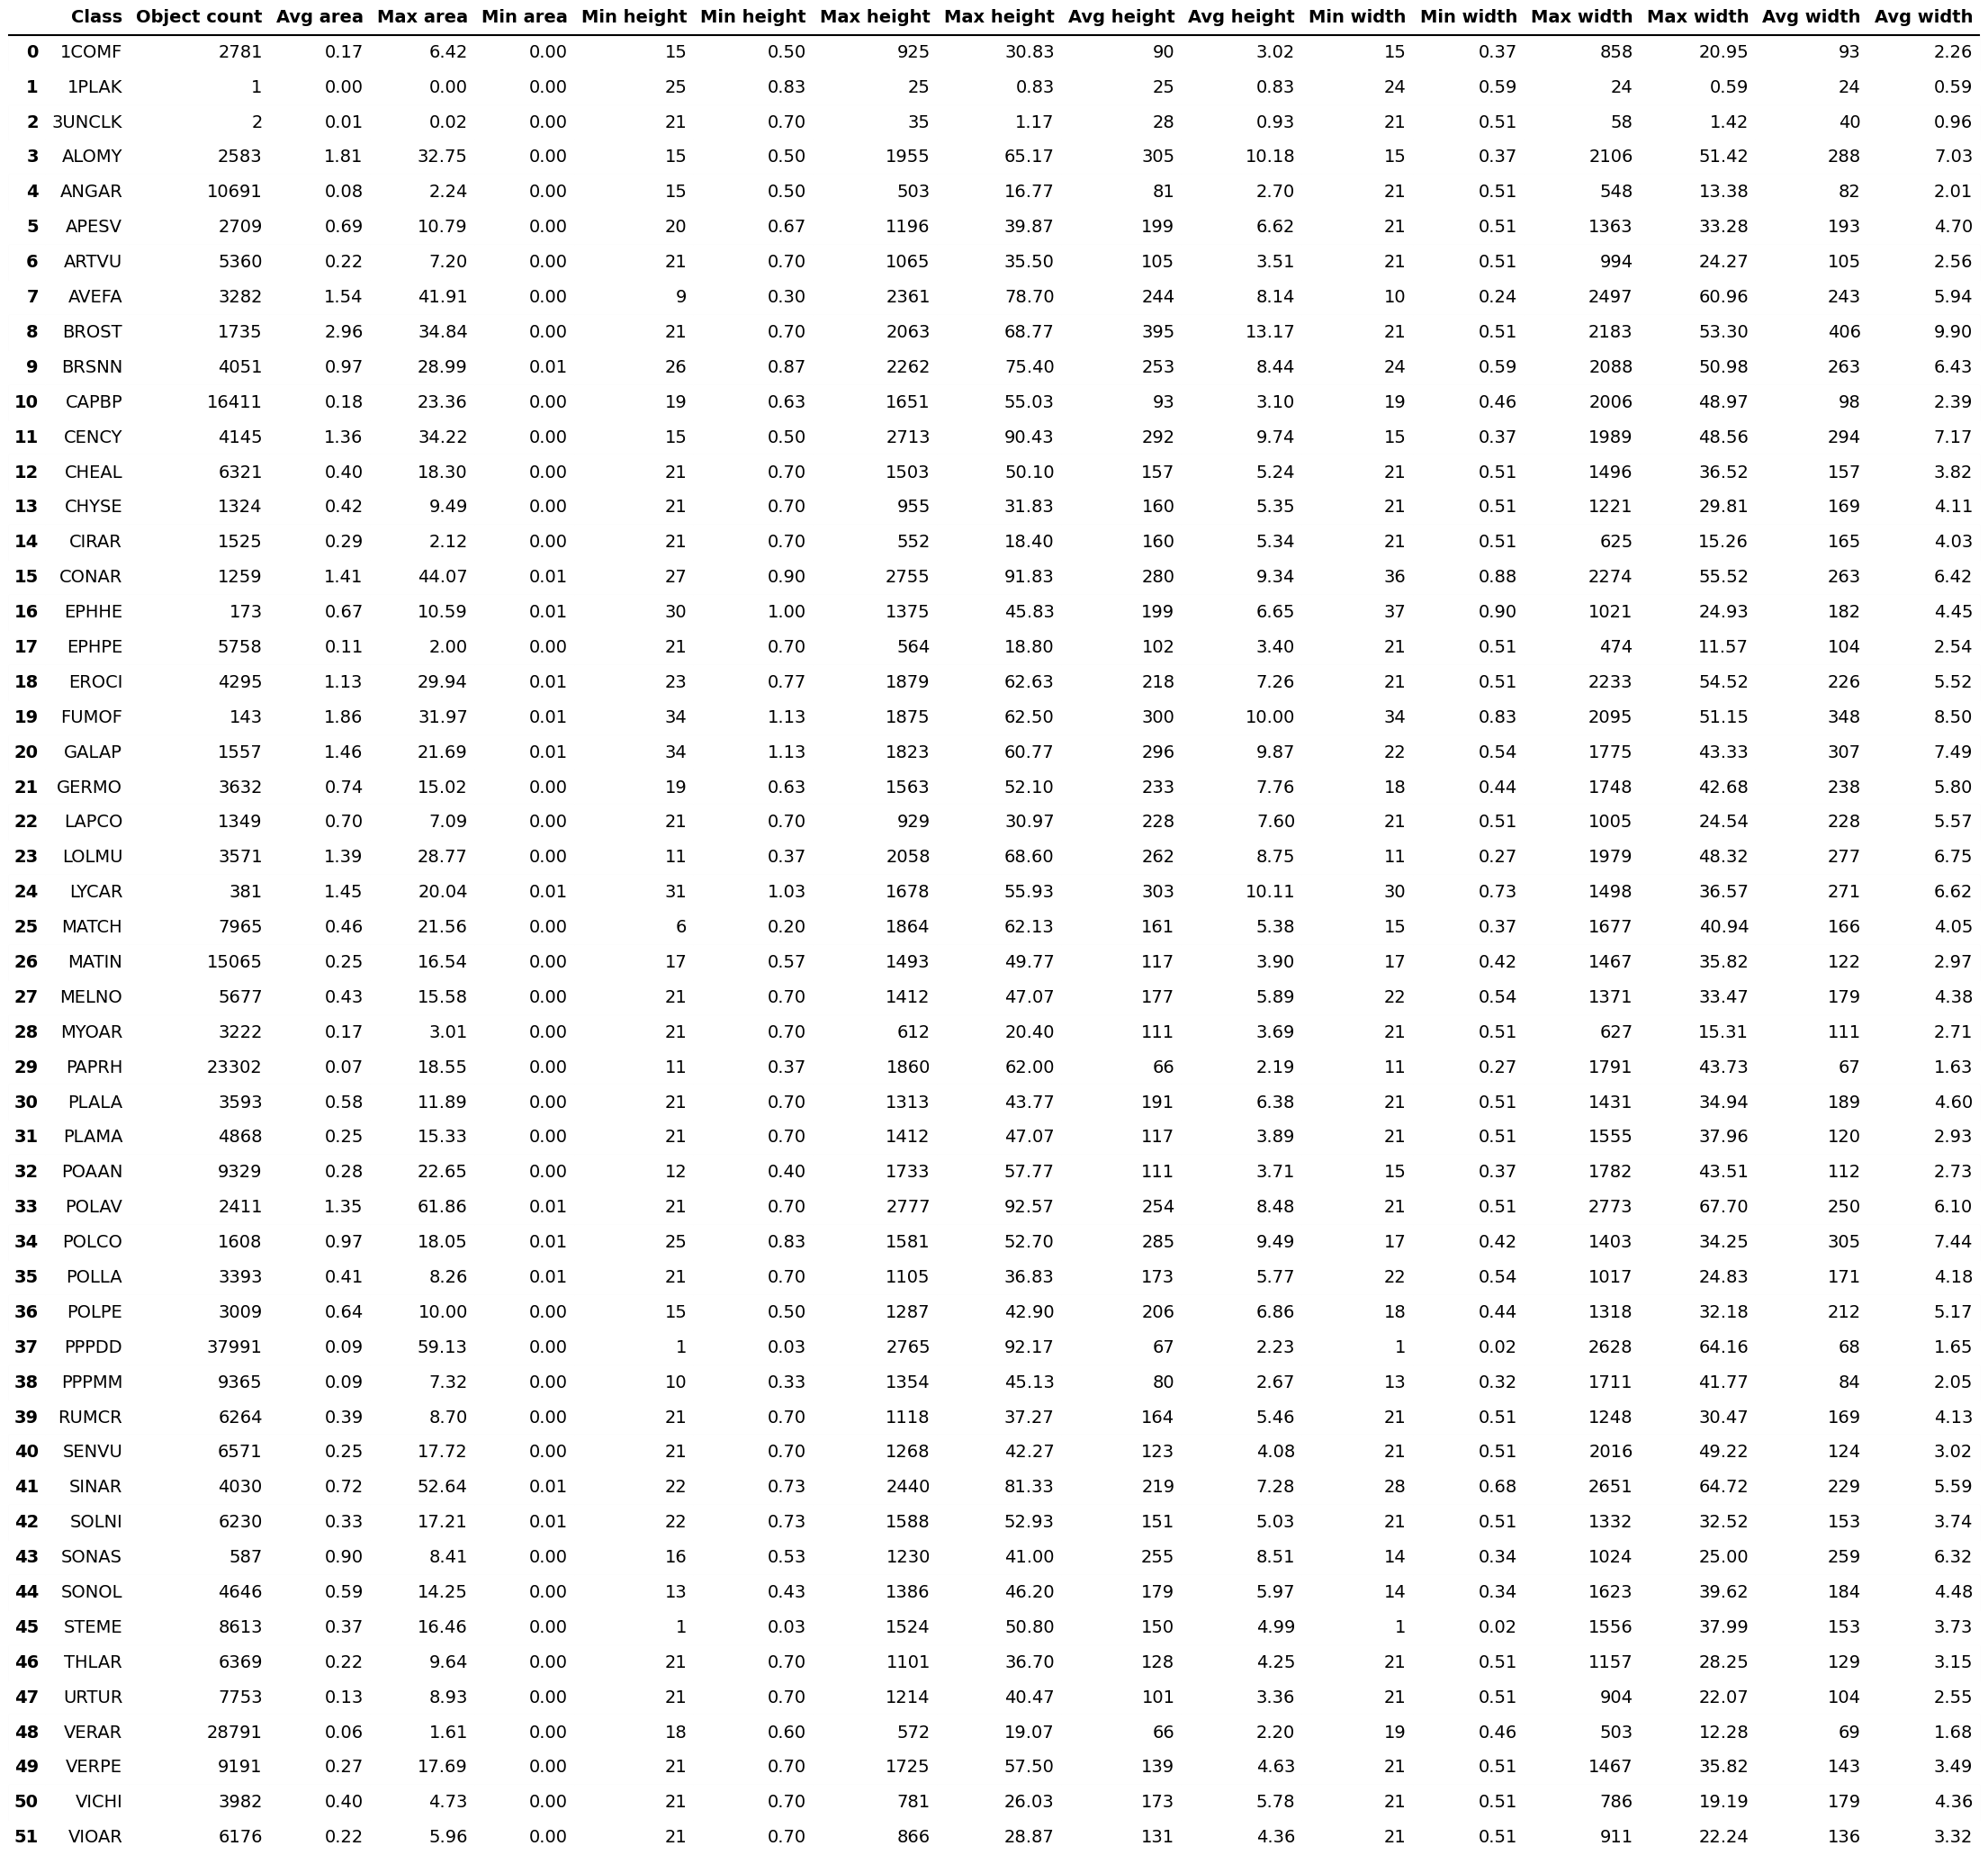 Class Object count Avg area Max area Min area Min height Min height Max height Max height Avg height Avg height Min width Min width Max width Max width Avg width Avg width
0 1COMF 2781 0.17 6.42 0.00 15 0.50 925 30.83 90 3.02 15 0.37 858 20.95 93 2.26
1 1PLAK 1 0.00 0.00 0.00 25 0.83 25 0.83 25 0.83 24 0.59 24 0.59 24 0.59
2 3UNCLK 2 0.01 0.02 0.00 21 0.70 35 1.17 28 0.93 21 0.51 58 1.42 40 0.96
3 ALOMY 2583 1.81 32.75 0.00 15 0.50 1955 65.17 305 10.18 15 0.37 2106 51.42 288 7.03
4 ANGAR 10691 0.08 2.24 0.00 15 0.50 503 16.77 81 2.70 21 0.51 548 13.38 82 2.01
5 APESV 2709 0.69 10.79 0.00 20 0.67 1196 39.87 199 6.62 21 0.51 1363 33.28 193 4.70
6 ARTVU 5360 0.22 7.20 0.00 21 0.70 1065 35.50 105 3.51 21 0.51 994 24.27 105 2.56
7 AVEFA 3282 1.54 41.91 0.00 9 0.30 2361 78.70 244 8.14 10 0.24 2497 60.96 243 5.94
8 BROST 1735 2.96 34.84 0.00 21 0.70 2063 68.77 395 13.17 21 0.51 2183 53.30 406 9.90
9 BRSNN 4051 0.97 28.99 0.01 26 0.87 2262 75.40 253 8.44 24 0.59 2088 50.98 263 6.43
10 CAPBP 16411 0.18 23.36 0.00 19 0.63 1651 55.03 93 3.10 19 0.46 2006 48.97 98 2.39
11 CENCY 4145 1.36 34.22 0.00 15 0.50 2713 90.43 292 9.74 15 0.37 1989 48.56 294 7.17
12 CHEAL 6321 0.40 18.30 0.00 21 0.70 1503 50.10 157 5.24 21 0.51 1496 36.52 157 3.82
13 CHYSE 1324 0.42 9.49 0.00 21 0.70 955 31.83 160 5.35 21 0.51 1221 29.81 169 4.11
14 CIRAR 1525 0.29 2.12 0.00 21 0.70 552 18.40 160 5.34 21 0.51 625 15.26 165 4.03
15 CONAR 1259 1.41 44.07 0.01 27 0.90 2755 91.83 280 9.34 36 0.88 2274 55.52 263 6.42
16 EPHHE 173 0.67 10.59 0.01 30 1.00 1375 45.83 199 6.65 37 0.90 1021 24.93 182 4.45
17 EPHPE 5758 0.11 2.00 0.00 21 0.70 564 18.80 102 3.40 21 0.51 474 11.57 104 2.54
18 EROCI 4295 1.13 29.94 0.01 23 0.77 1879 62.63 218 7.26 21 0.51 2233 54.52 226 5.52
19 FUMOF 143 1.86 31.97 0.01 34 1.13 1875 62.50 300 10.00 34 0.83 2095 51.15 348 8.50
20 GALAP 1557 1.46 21.69 0.01 34 1.13 1823 60.77 296 9.87 22 0.54 1775 43.33 307 7.49
21 GERMO 3632 0.74 15.02 0.00 19 0.63 1563 52.10 233 7.76 18 0.44 1748 42.68 238 5.80
22 LAPCO 1349 0.70 7.09 0.00 21 0.70 929 30.97 228 7.60 21 0.51 1005 24.54 228 5.57
23 LOLMU 3571 1.39 28.77 0.00 11 0.37 2058 68.60 262 8.75 11 0.27 1979 48.32 277 6.75
24 LYCAR 381 1.45 20.04 0.01 31 1.03 1678 55.93 303 10.11 30 0.73 1498 36.57 271 6.62
25 MATCH 7965 0.46 21.56 0.00 6 0.20 1864 62.13 161 5.38 15 0.37 1677 40.94 166 4.05
26 MATIN 15065 0.25 16.54 0.00 17 0.57 1493 49.77 117 3.90 17 0.42 1467 35.82 122 2.97
27 MELNO 5677 0.43 15.58 0.00 21 0.70 1412 47.07 177 5.89 22 0.54 1371 33.47 179 4.38
28 MYOAR 3222 0.17 3.01 0.00 21 0.70 612 20.40 111 3.69 21 0.51 627 15.31 111 2.71
29 PAPRH 23302 0.07 18.55 0.00 11 0.37 1860 62.00 66 2.19 11 0.27 1791 43.73 67 1.63
30 PLALA 3593 0.58 11.89 0.00 21 0.70 1313 43.77 191 6.38 21 0.51 1431 34.94 189 4.60
31 PLAMA 4868 0.25 15.33 0.00 21 0.70 1412 47.07 117 3.89 21 0.51 1555 37.96 120 2.93
32 POAAN 9329 0.28 22.65 0.00 12 0.40 1733 57.77 111 3.71 15 0.37 1782 43.51 112 2.73
33 POLAV 2411 1.35 61.86 0.01 21 0.70 2777 92.57 254 8.48 21 0.51 2773 67.70 250 6.10
34 POLCO 1608 0.97 18.05 0.01 25 0.83 1581 52.70 285 9.49 17 0.42 1403 34.25 305 7.44
35 POLLA 3393 0.41 8.26 0.01 21 0.70 1105 36.83 173 5.77 22 0.54 1017 24.83 171 4.18
36 POLPE 3009 0.64 10.00 0.00 15 0.50 1287 42.90 206 6.86 18 0.44 1318 32.18 212 5.17
37 PPPDD 37991 0.09 59.13 0.00 1 0.03 2765 92.17 67 2.23 1 0.02 2628 64.16 68 1.65
38 PPPMM 9365 0.09 7.32 0.00 10 0.33 1354 45.13 80 2.67 13 0.32 1711 41.77 84 2.05
39 RUMCR 6264 0.39 8.70 0.00 21 0.70 1118 37.27 164 5.46 21 0.51 1248 30.47 169 4.13
40 SENVU 6571 0.25 17.72 0.00 21 0.70 1268 42.27 123 4.08 21 0.51 2016 49.22 124 3.02
41 SINAR 4030 0.72 52.64 0.01 22 0.73 2440 81.33 219 7.28 28 0.68 2651 64.72 229 5.59
42 SOLNI 6230 0.33 17.21 0.01 22 0.73 1588 52.93 151 5.03 21 0.51 1332 32.52 153 3.74
43 SONAS 587 0.90 8.41 0.00 16 0.53 1230 41.00 255 8.51 14 0.34 1024 25.00 259 6.32
44 SONOL 4646 0.59 14.25 0.00 13 0.43 1386 46.20 179 5.97 14 0.34 1623 39.62 184 4.48
45 STEME 8613 0.37 16.46 0.00 1 0.03 1524 50.80 150 4.99 1 0.02 1556 37.99 153 3.73
46 THLAR 6369 0.22 9.64 0.00 21 0.70 1101 36.70 128 4.25 21 0.51 1157 28.25 129 3.15
47 URTUR 7753 0.13 8.93 0.00 21 0.70 1214 40.47 101 3.36 21 0.51 904 22.07 104 2.55
48 VERAR 28791 0.06 1.61 0.00 18 0.60 572 19.07 66 2.20 19 0.46 503 12.28 69 1.68
49 VERPE 9191 0.27 17.69 0.00 21 0.70 1725 57.50 139 4.63 21 0.51 1467 35.82 143 3.49
50 VICHI 3982 0.40 4.73 0.00 21 0.70 781 26.03 173 5.78 21 0.51 786 19.19 179 4.36
51 VIOAR 6176 0.22 5.96 0.00 21 0.70 866 28.87 131 4.36 21 0.51 911 22.24 136 3.32